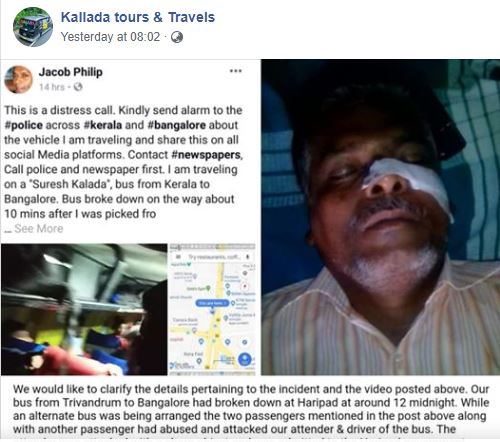 Kallada tours & Travels
Yesterday at 08:02 ·
Jacob Philip
14 hrs ·
This is a distress call. Kindly send alarm to the
#police across #kerala and #bangalore about
the vehicle I am traveling and share this on all
social Media platforms. Contact #newspapers,
Call police and newspaper first. I am traveling
on a "Suresh Kalada", bus from Kerala to
Bangalore. Bus broke down on the way about
10 mins after I was picked fro
... See More
Try restaurants, coff...
We would like to clarify the details pertaining to the incident and the video posted above. Our
bus from Trivandrum to Bangalore had broken down at Haripad at around 12 midnight. While
an alternate bus was being arranged the two passengers mentioned in the post above along
with another passenger had abused and attacked our attender & driver of the bus. The